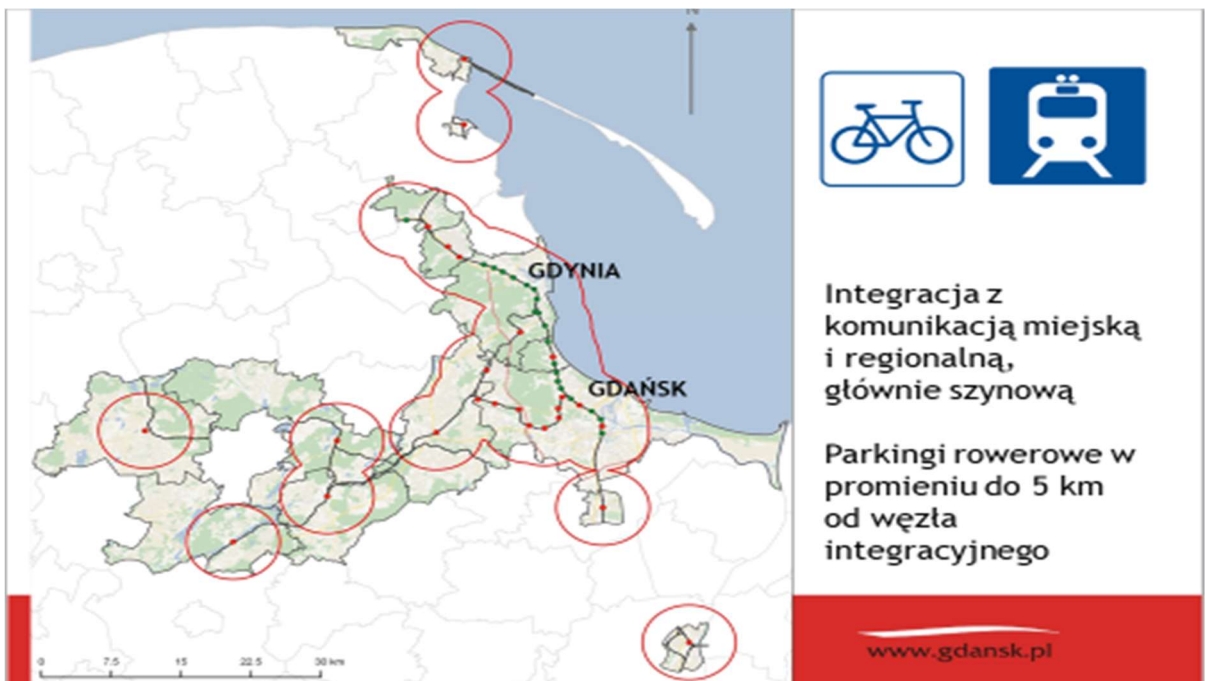 N
GDYNIA
GDAŃSK
0 7.5 15 22.5 30 km
Integracja z
komunikacją miejską
i regionalną,
głównie szynową
Parkingi rowerowe w
promieniu do 5 km
od węzła
integracyjnego
www.gdansk.pl